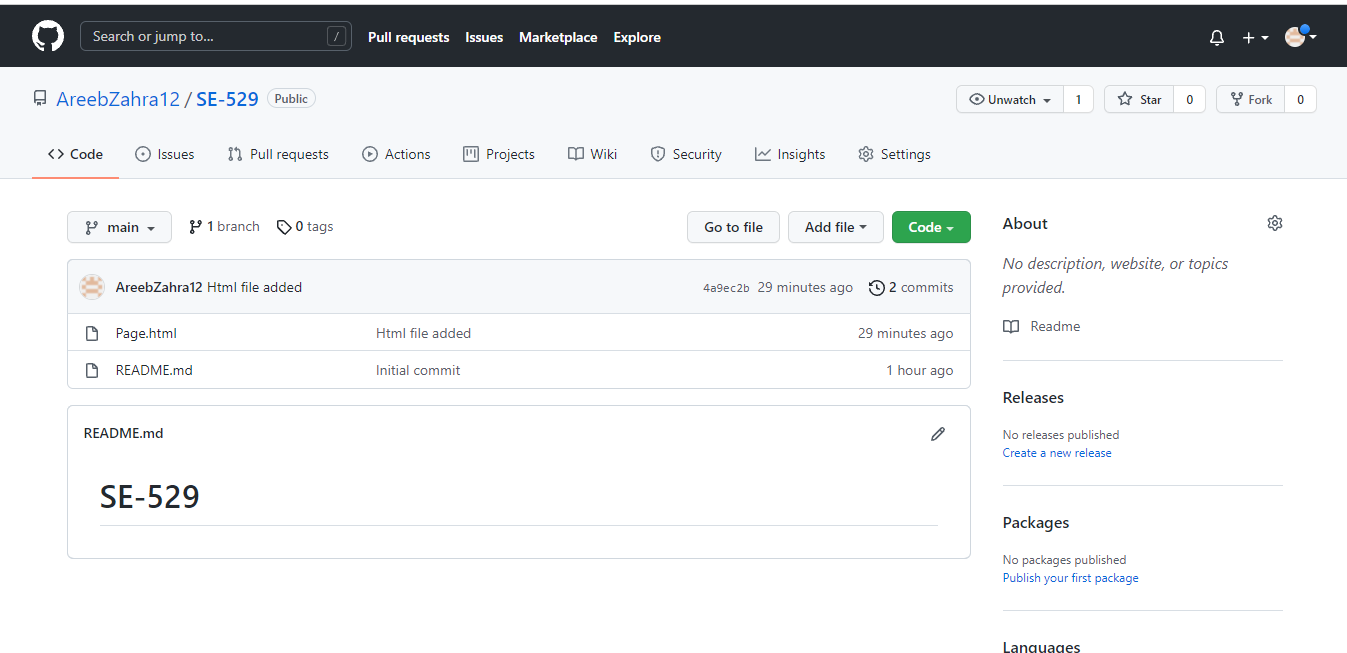 Search or jump to... / Pull requests Issues Marketplace Explore
AreebZahra12 / SE-529 Public Unwatch 1 Star 0 Fork 0
Code Issues Pull requests Actions Projects Wiki Security Insights Settings
main 1 branch 0 tags Go to file Add file Code
AreebZahra12 Html file added 4a9ec2b 29 minutes ago 2 commits
Page.html Html file added 29 minutes ago
README.md Initial commit 1 hour ago
README.md
SE-529
About
No description, website, or topics
provided.
Readme
Releases
No releases published
Create a new release
Packages
No packages published
Publish your first package
Languages